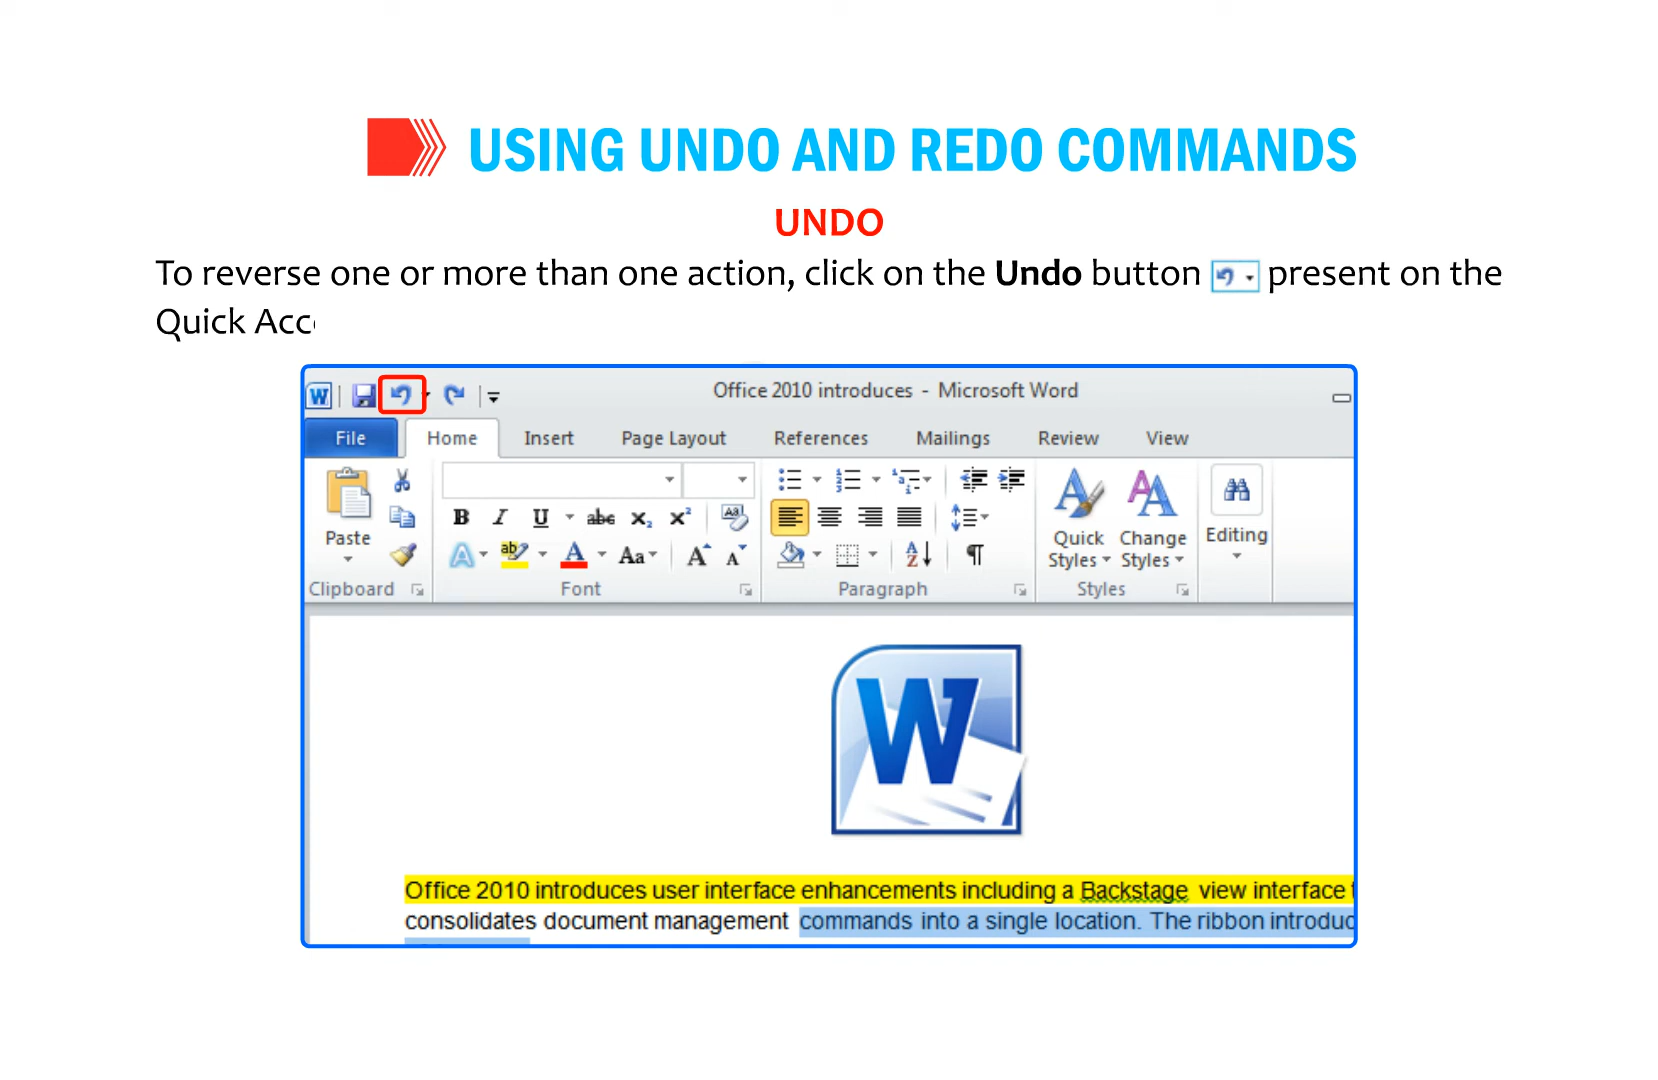 USING UNDO AND REDO COMMANDS
UNDO
To reverse one or more than one action, click on the Undo button present on the
Quick Acc
Office 2010 introduces - Microsoft Word
File Home Insert Page Layout References Mailings Review View
Paste
Clipboard
Font
Paragraph
Quick Styles
Change Styles
Styles
Editing
Office 2010 introduces user interface enhancements including a Backstage view interface
consolidates document management commands into a single location. The ribbon introduc